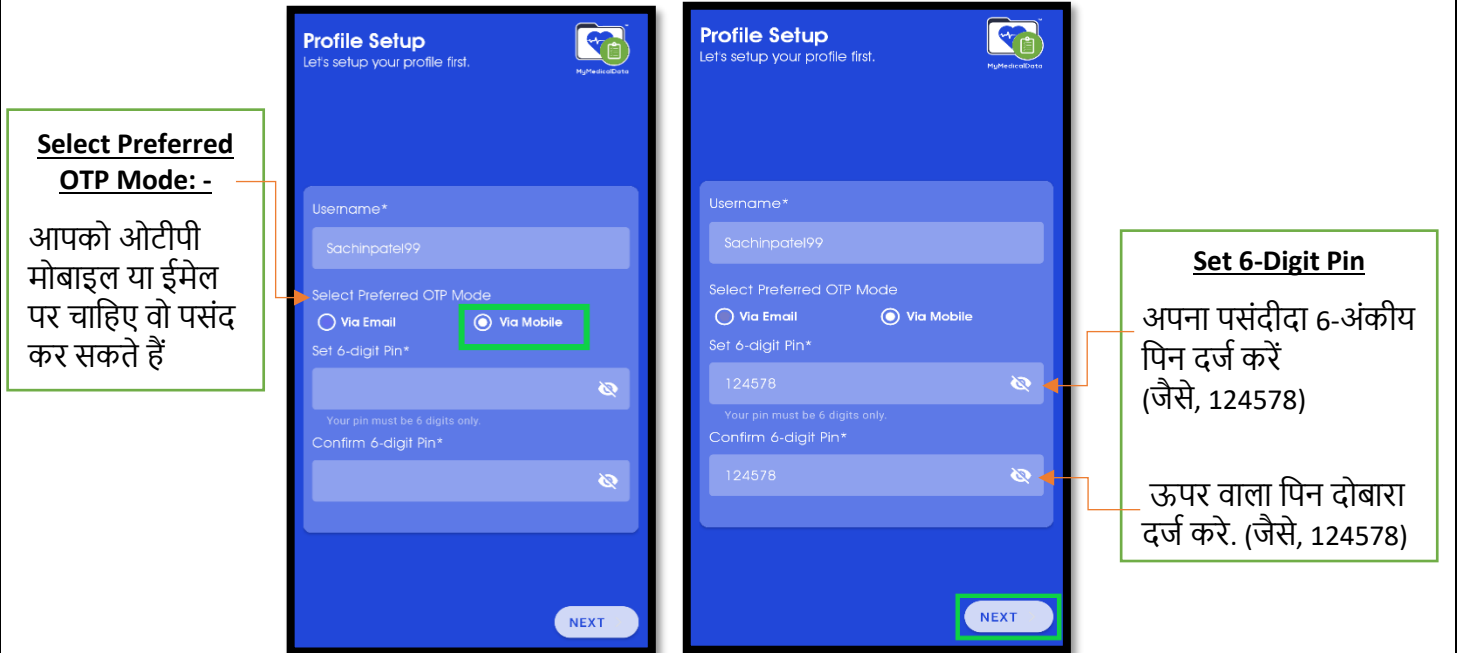 Select Preferred
OTP Mode: -
आपको ओटीपी
मोबाइल या ईमेल
पर चाहिए वो पसंद
कर सकते हैं
Profile Setup
Let's setup your profile first.
MyMedicalData
Username*
Sachinpatel99
Select Preferred OTP Mode
Via Email
Via Mobile
Set 6-digit Pin*
Your pin must be 6 digits only.
Confirm 6-digit Pin*
NEXT
Profile Setup
Let's setup your profile first.
MyMedicalData
Username*
Sachinpatel99
Select Preferred OTP Mode
Via Email
Via Mobile
Set 6-digit Pin*
124578
Your pin must be 6 digits only.
Confirm 6-digit Pin*
124578
NEXT
Set 6-Digit Pin
अपना पसंदीदा 6-अंकीय
पिन दर्ज करें
(जैसे, 124578)
ऊपर वाला पिन दोबारा
दर्ज करे. (जैसे, 124578)